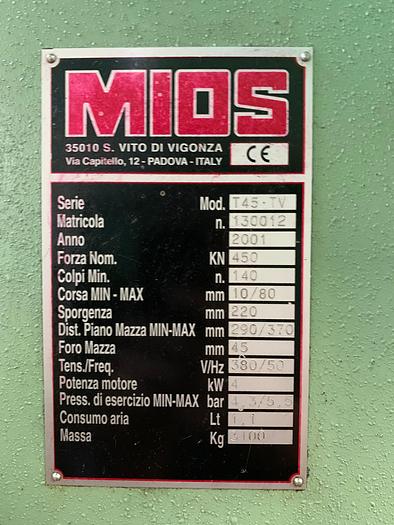 MIOS
35010 S. VITO DI VIGONZA
Via Capitello, 12 - PADOVA - ITALY
CE
Serie Mod. T45-TV
Matricola n. 130012
Anno 2001
Forza Nom. KN 450
Colpi Min. n. 140
Corsa MIN - MAX mm 10/80
Sporgenza mm 220
Dist. Piano Mazza MIN-MAX mm 290/370
Foro Mazza mm 45
Tens./Freq. V/Hz 380/50
Potenza motore kW 4
Press. di esercizio MIN-MAX bar
Consumo aria Lt 1,1
Massa Kg